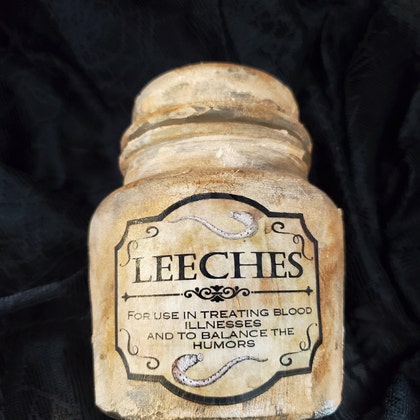 LEECHES
FOR USE IN TREATING BLOOD
ILLNESSES
AND TO BALANCE THE
HUMORS